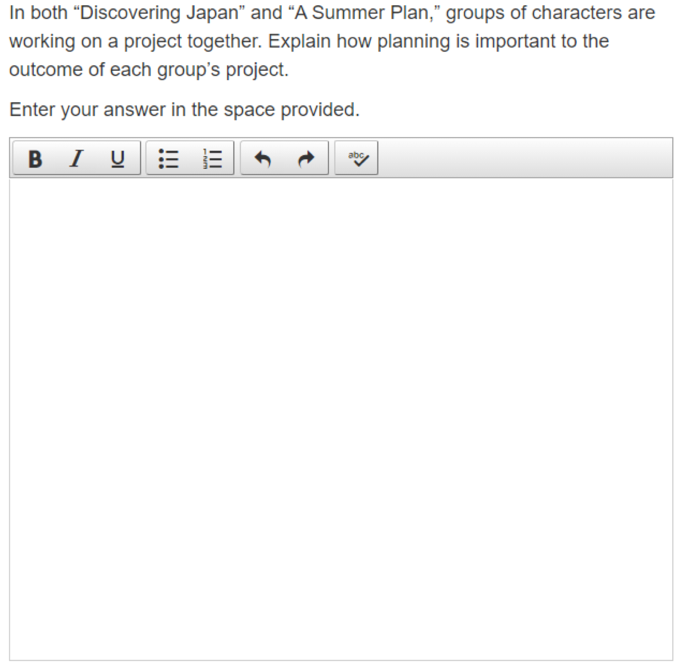 In both “Discovering Japan” and “A Summer Plan,” groups of characters are
working on a project together. Explain how planning is important to the
outcome of each group’s project.
Enter your answer in the space provided.
B I U abc